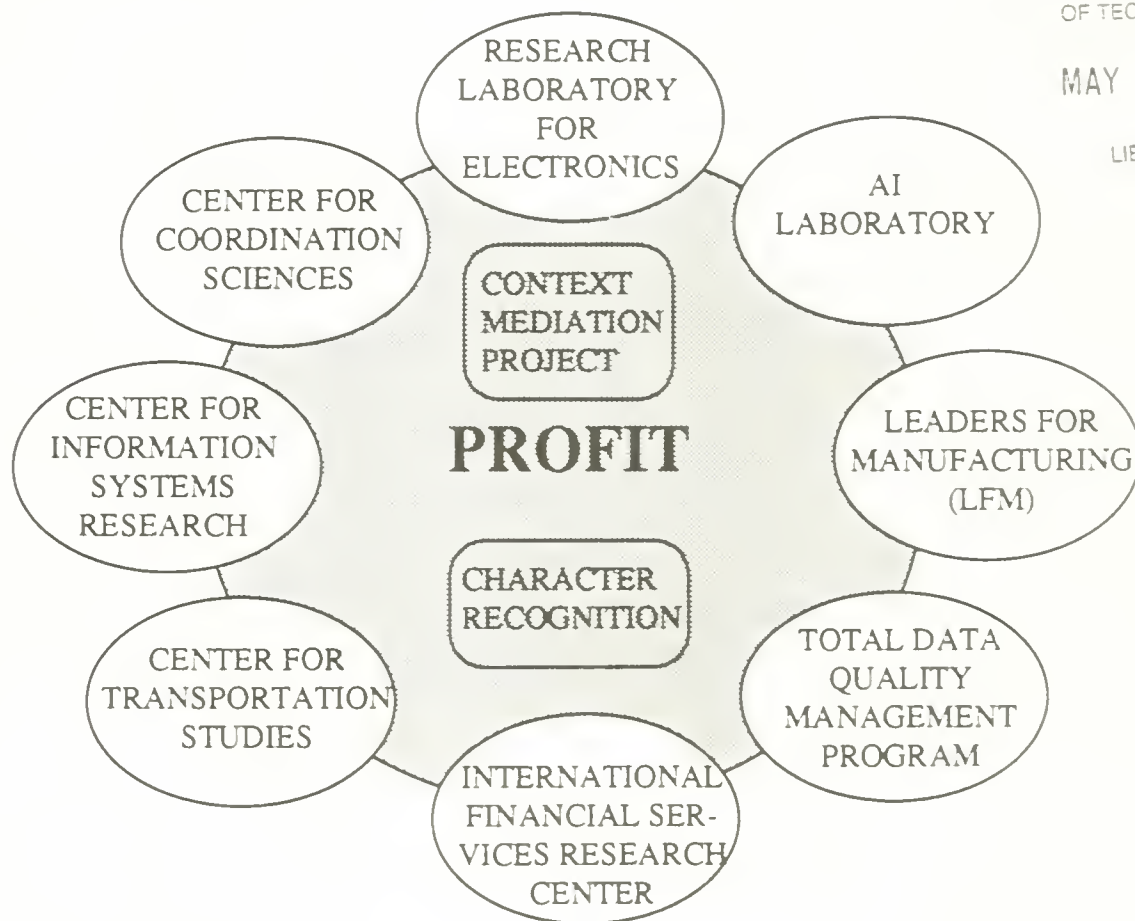 OF TEC
MAY
LIE
RESEARCH
LABORATORY
FOR
ELECTRONICS
AI
LABORATORY
CENTER FOR
COORDINATION
SCIENCES
CONTEXT
MEDIATION
PROJECT
CENTER FOR
INFORMATION
SYSTEMS
RESEARCH
PROFIT
LEADERS FOR
MANUFACTURING
(LFM)
CHARACTER
RECOGNITION
CENTER FOR
TRANSPORTATION
STUDIES
TOTAL DATA
QUALITY
MANAGEMENT
PROGRAM
INTERNATIONAL
FINANCIAL SER-
VICES RESEARCH
CENTER